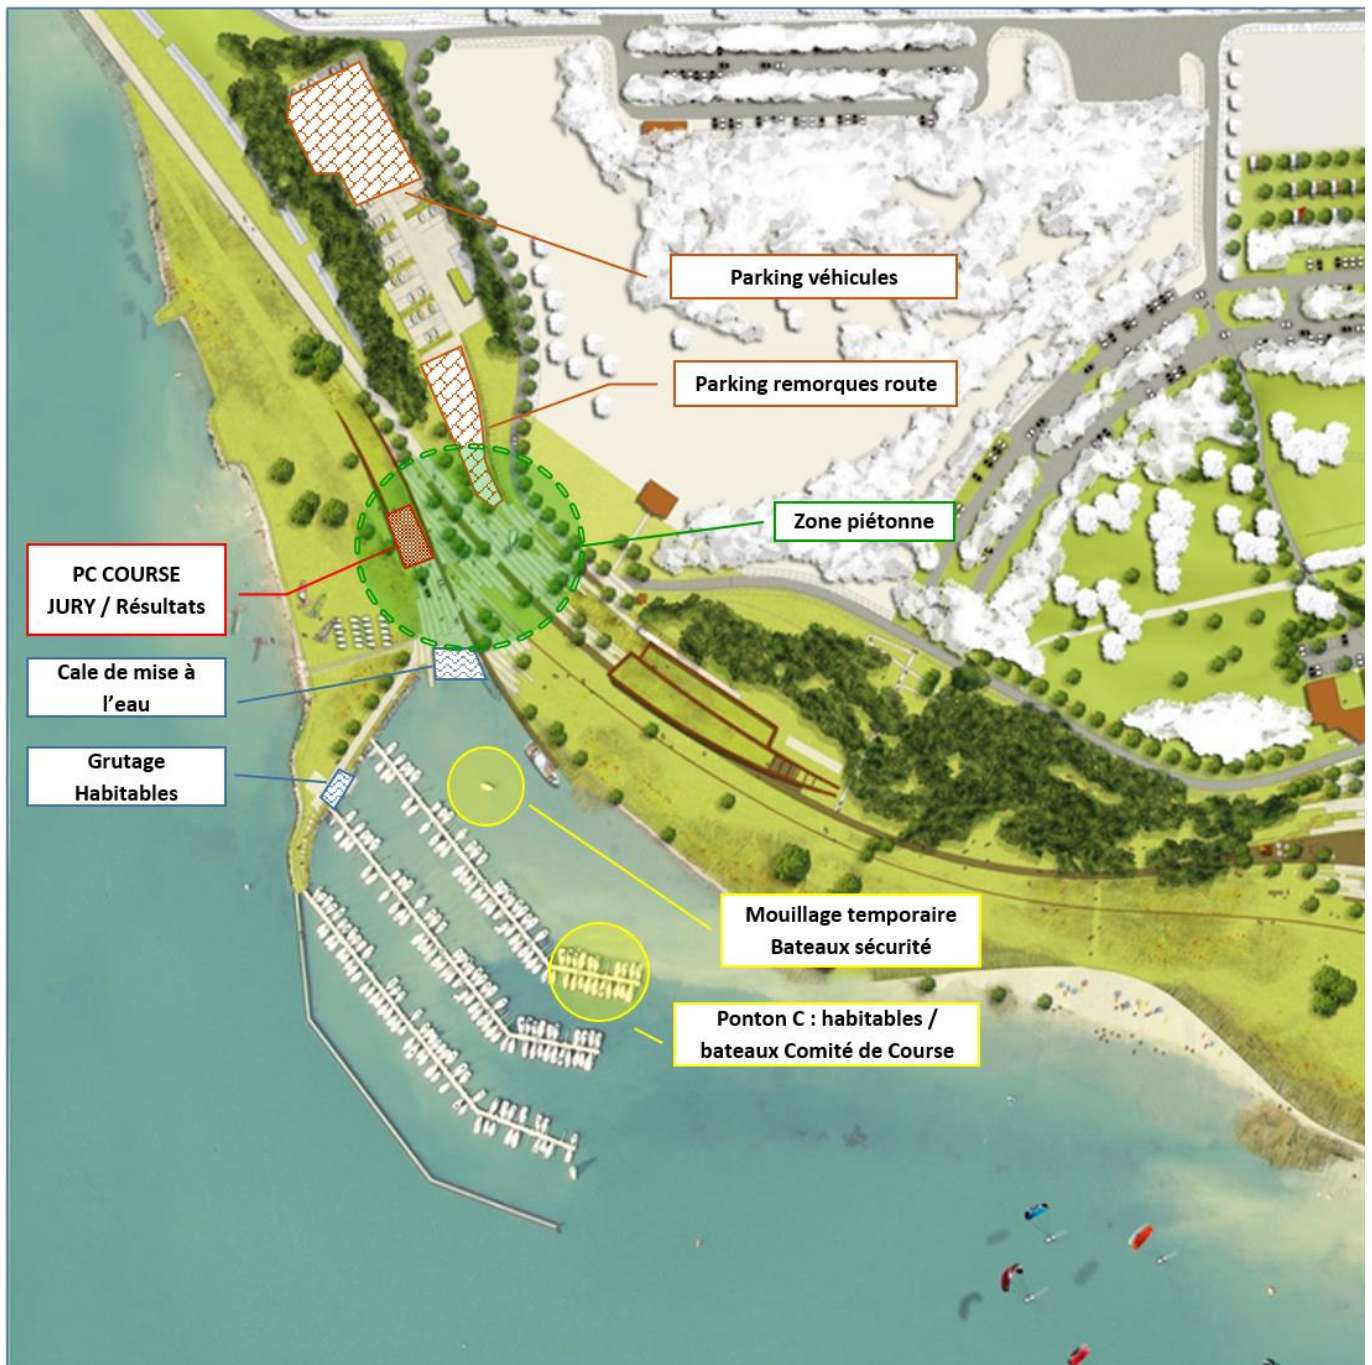 Parking véhicules
Parking remorques route
Zone piétonne
PC COURSE
JURY / Résultats
Cale de mise à
l’eau
Grutage
Habitables
Mouillage temporaire
Bateaux sécurité
Ponton C : habitables /
bateaux Comité de Course